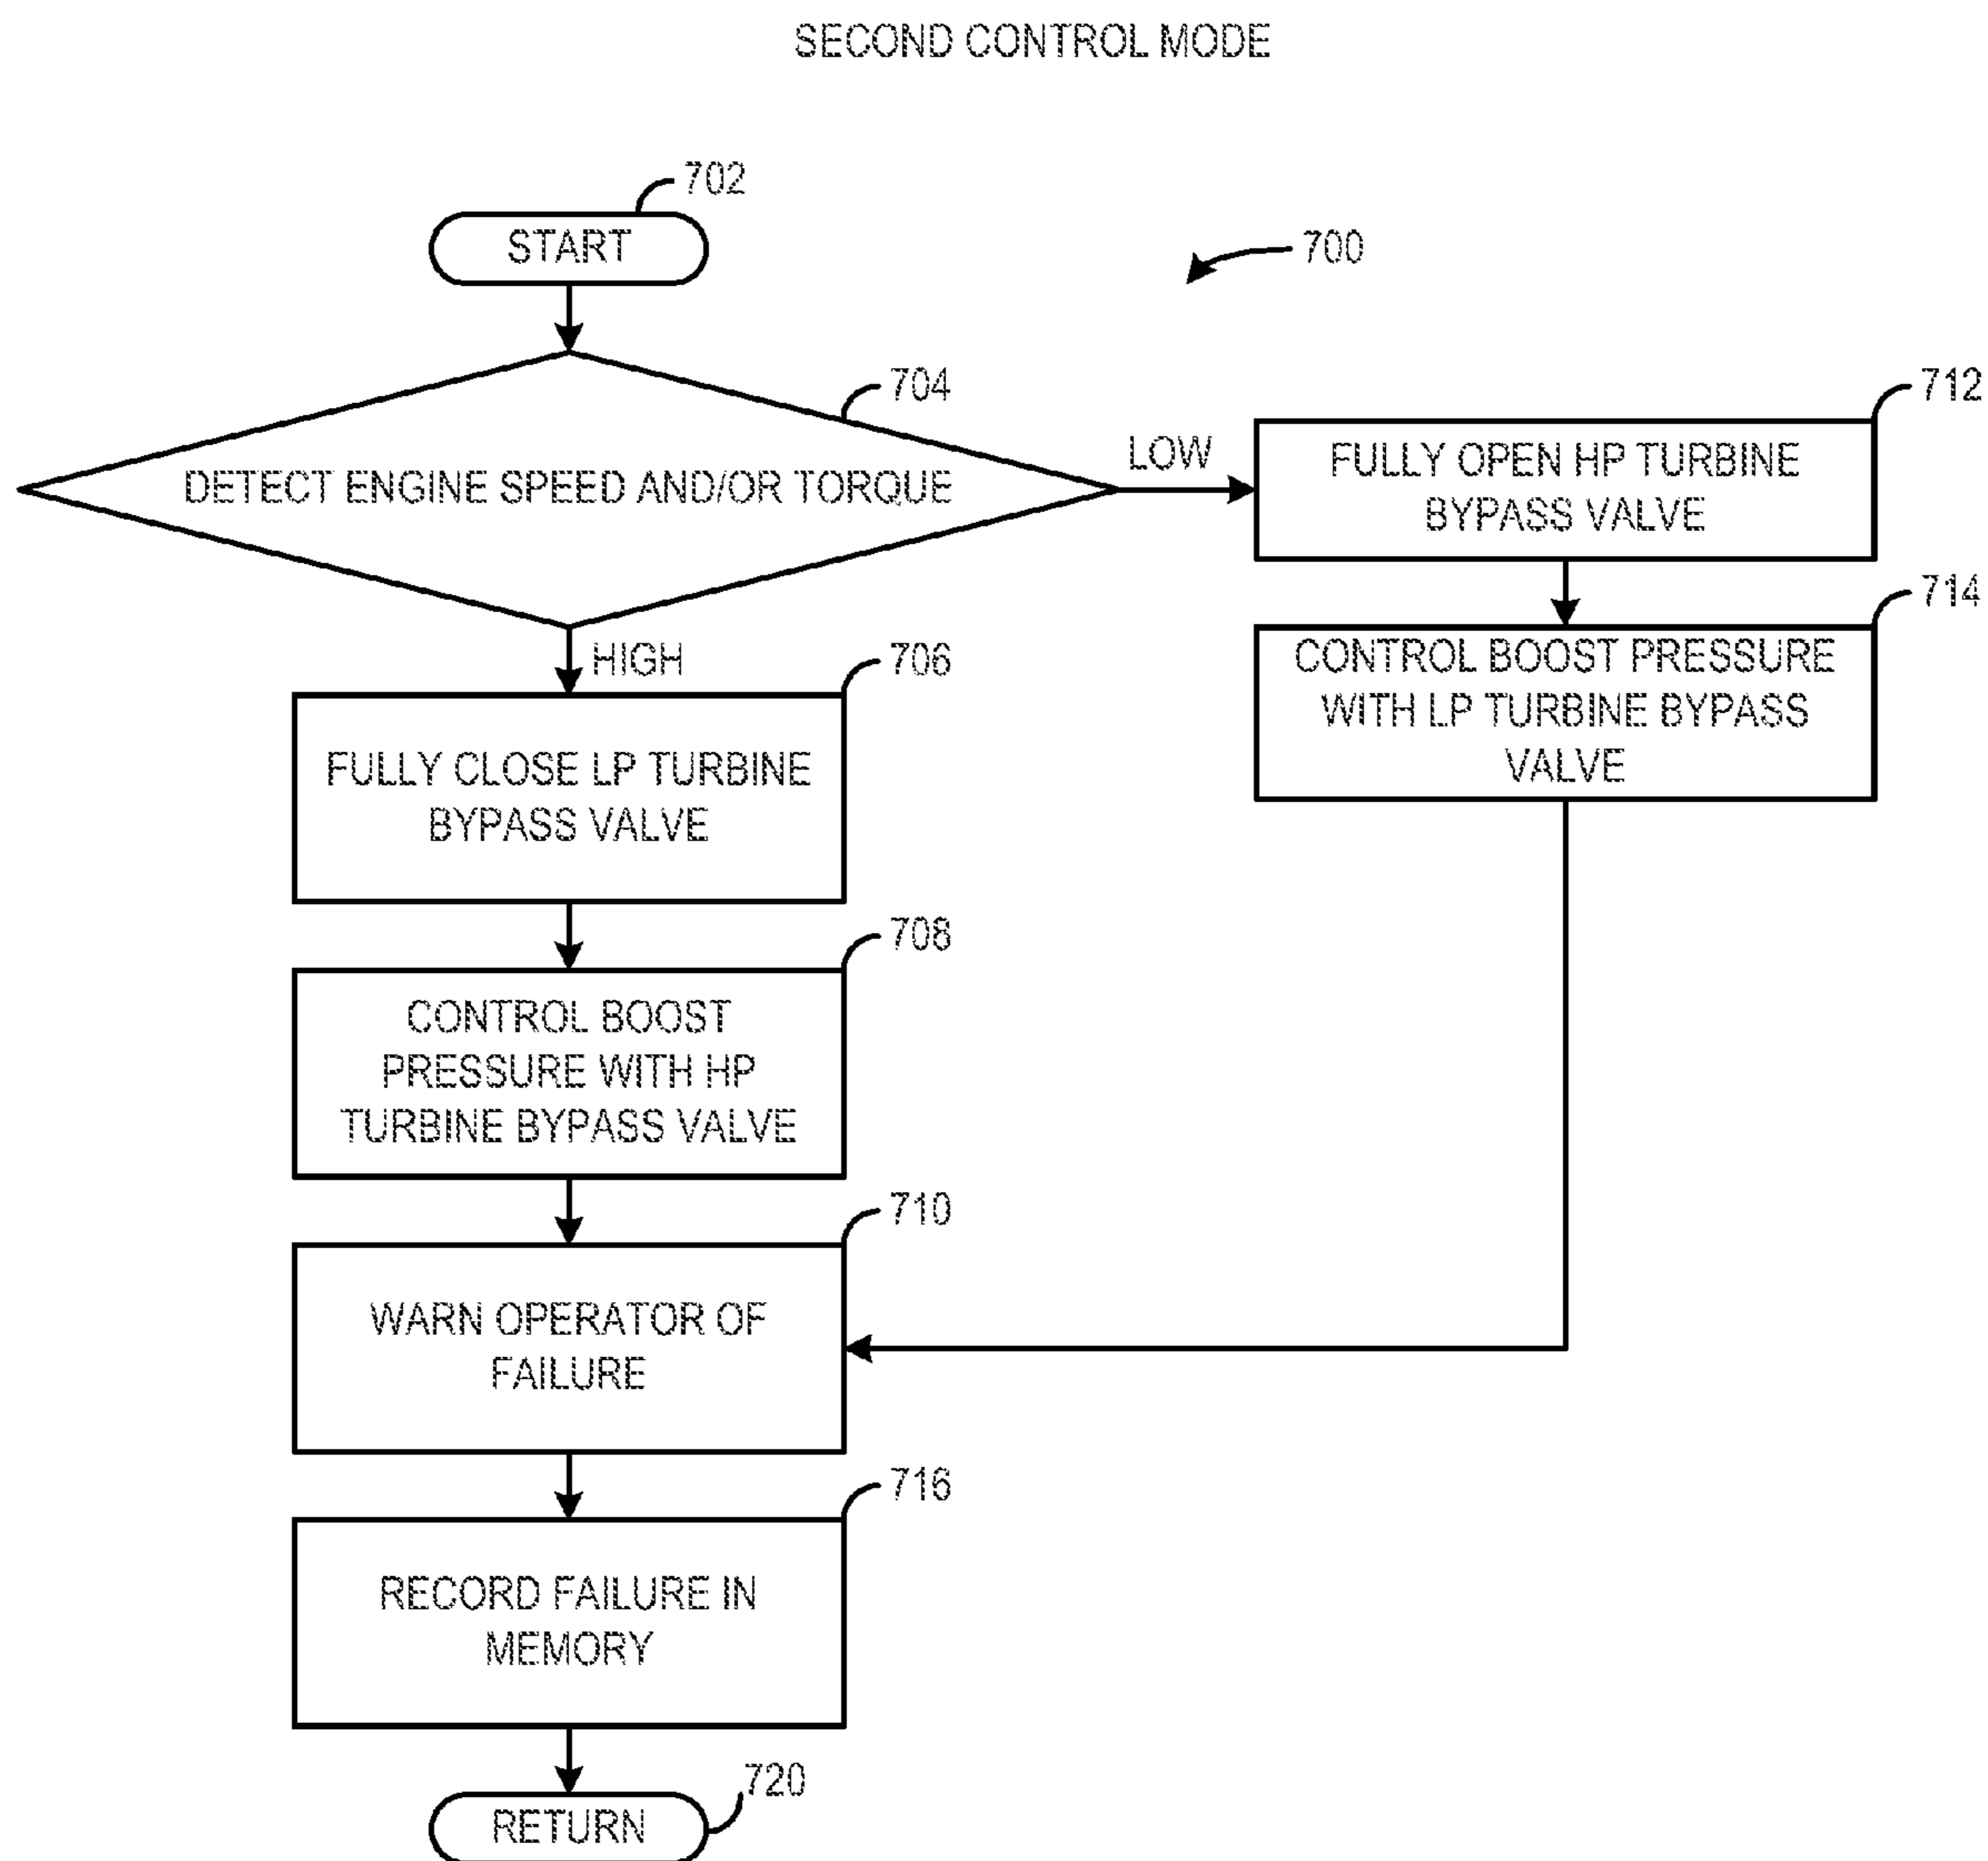 SECOND CONTROL MODE
702
START
700
704
DETECT ENGINE SPEED AND/OR TORQUE
LOW
712
FULLY OPEN HP TURBINE
BYPASS VALVE
714
CONTROL BOOST PRESSURE
WITH LP TURBINE BYPASS
VALVE
HIGH
706
FULLY CLOSE LP TURBINE
BYPASS VALVE
708
CONTROL BOOST
PRESSURE WITH HP
TURBINE BYPASS VALVE
710
WARN OPERATOR OF
FAILURE
716
RECORD FAILURE IN
MEMORY
720
RETURN